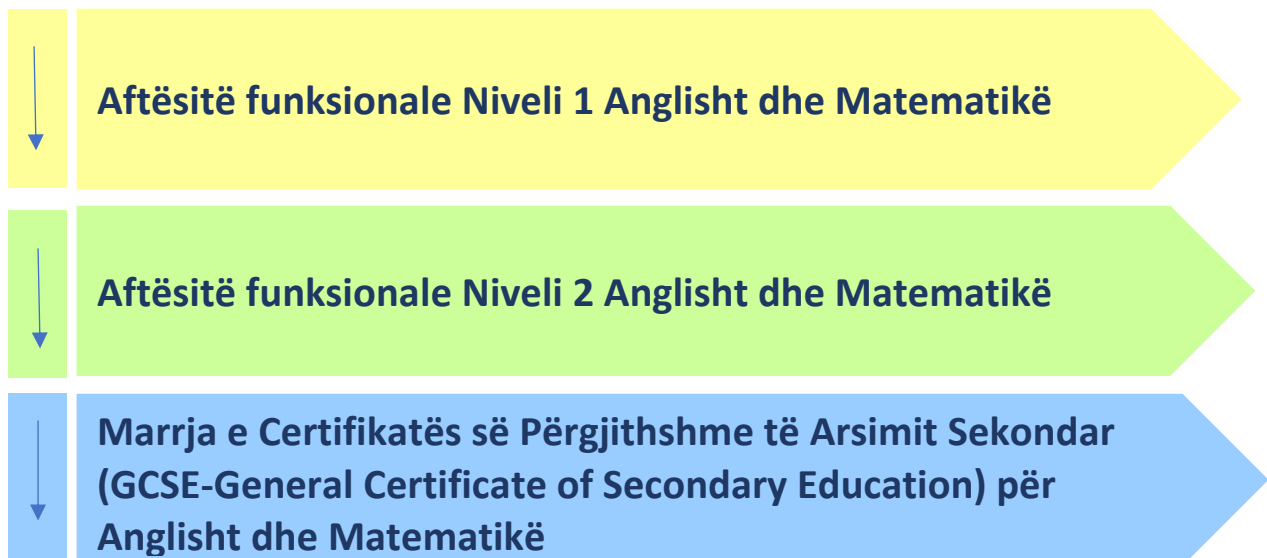 Aftësitë funksionale Niveli 1 Anglisht dhe Matematikë
Aftësitë funksionale Niveli 2 Anglisht dhe Matematikë
Marrja e Certifikatës së Përgjithshme të Arsimit Sekondar
(GCSE-General Certificate of Secondary Education) për
Anglisht dhe Matematikë